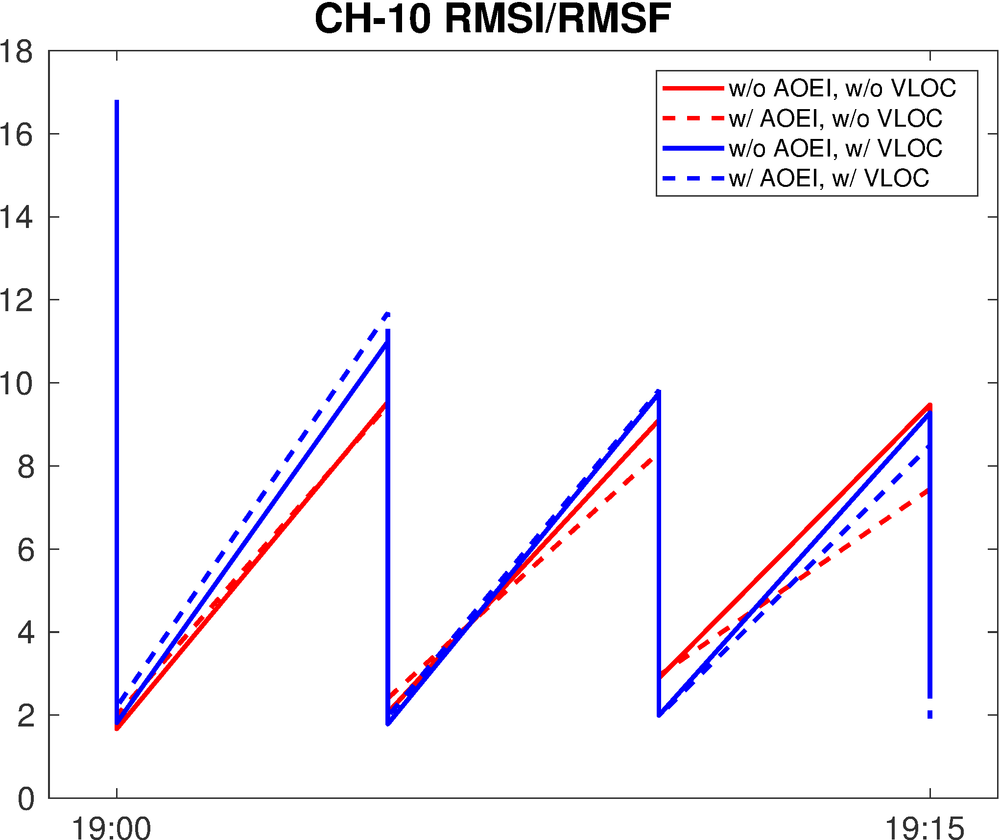 CH-10 RMSI/RMSF
18
16
14
12
10
8
6
4
2
0
w/o AOEI, w/o VLOC
w/ AOEI, w/o VLOC
w/o AOEI, w/ VLOC
w/ AOEI, w/ VLOC
19:00
19:15